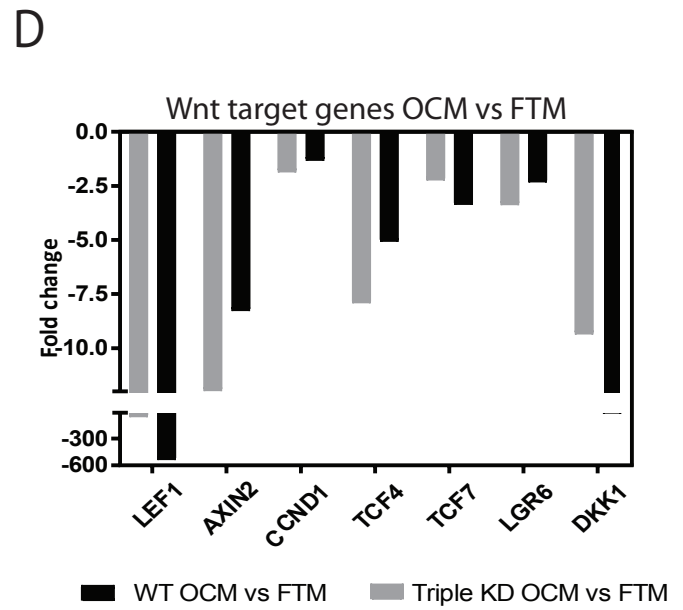 D
Wnt target genes OCM vs FTM
Fold change
0.0
-2.5
-5.0
-7.5
-10.0
-300
-600
LEF1
AXIN2
CCND1
TCF4
TCF7
LGR6
DKK1
WT OCM vs FTM
Triple KD OCM vs FTM